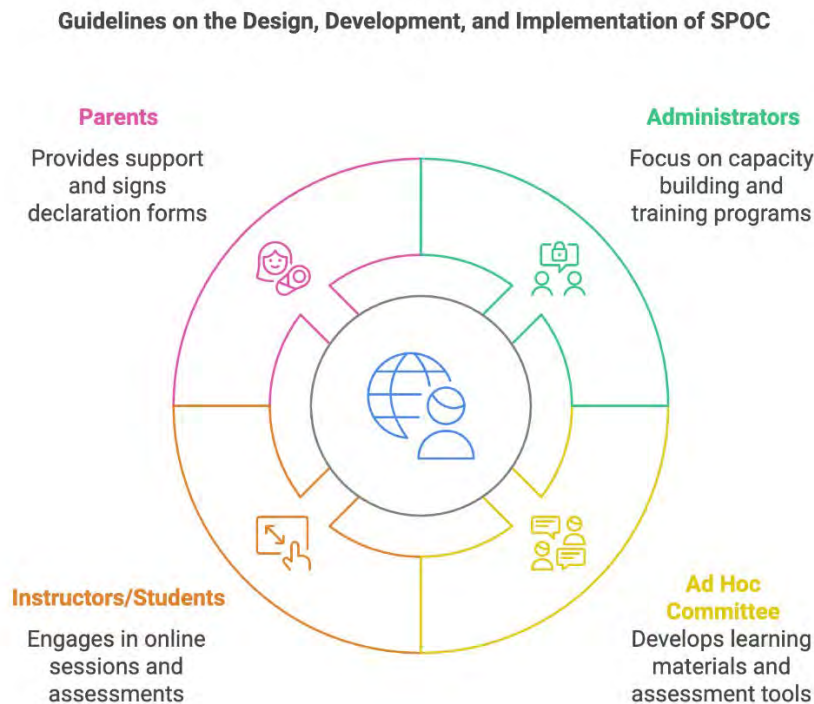 Guidelines on the Design, Development, and Implementation of SPOC
Parents
Provides support
and signs
declaration forms
Administrators
Focus on capacity
building and
training programs
Instructors/Students
Engages in online
sessions and
assessments
Ad Hoc
Committee
Develops learning
materials and
assessment tools